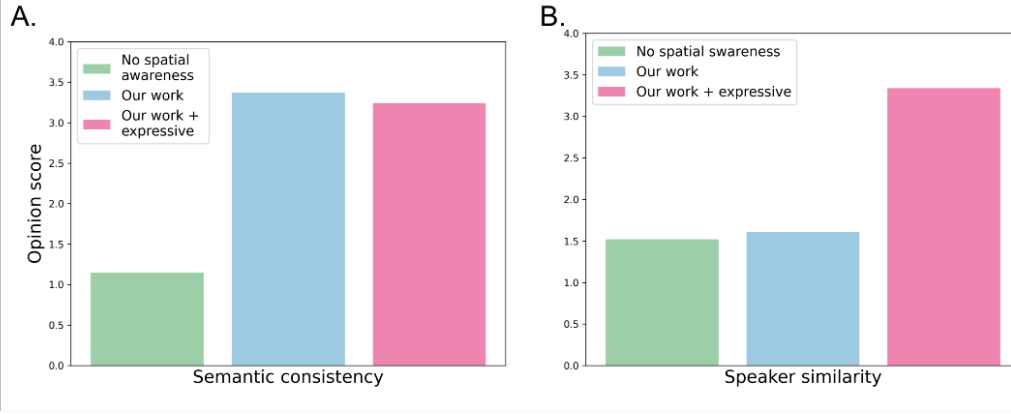 A.
4.0
3.5
3.0
2.5
2.0
1.5
1.0
0.5
0.0
Opinion score
No spatial
awareness
Our work
Our work +
expressive
Semantic consistency
B.
4.0
3.5
3.0
2.5
2.0
1.5
1.0
0.5
0.0
No spatial swareness
Our work
Our work + expressive
Speaker similarity